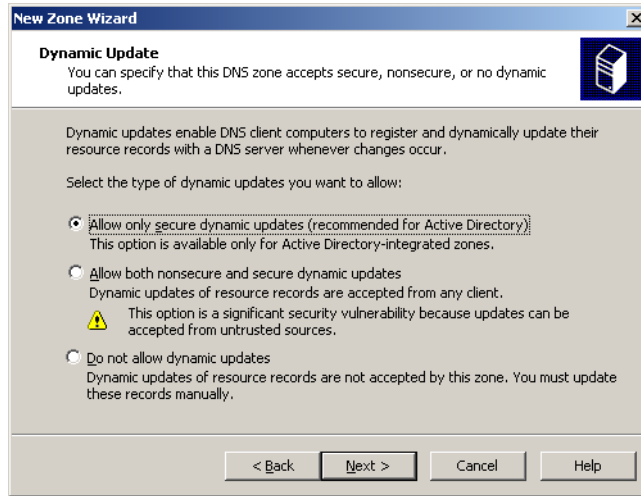 New Zone Wizard
Dynamic Update
You can specify that this DNS zone accepts secure, nonsecure, or no dynamic
updates.
Dynamic updates enable DNS client computers to register and dynamically update their
resource records with a DNS server whenever changes occur.
Select the type of dynamic updates you want to allow:
Allow only secure dynamic updates (recommended for Active Directory)
This option is available only for Active Directory-integrated zones.
Allow both nonsecure and secure dynamic updates
Dynamic updates of resource records are accepted from any client.
This option is a significant security vulnerability because updates can be
accepted from untrusted sources.
Do not allow dynamic updates
Dynamic updates of resource records are not accepted by this zone. You must update
these records manually.
< Back Next > Cancel Help